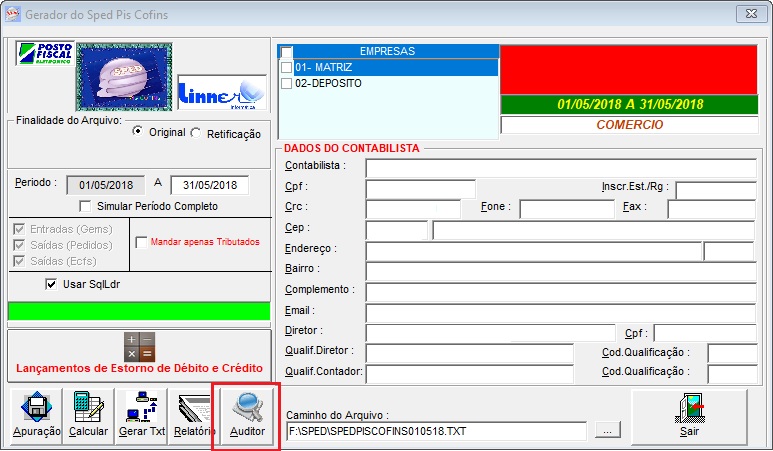 Gerador do Sped Pis Cofins
POSTO
FISCAL
ELETRÔNICO
SPED
Linner
Informática
EMPRESAS
01- MATRIZ
02-DEPOSITO
01/05/2018 A 31/05/2018
COMERCIO
Finalidade do Arquivo:
Original Retificação
Periodo : 01/05/2018 A 31/05/2018
Simular Período Completo
Entradas (Gems)
Saídas (Pedidos)
Saídas (Ecfs)
Mandar apenas Tributados
Usar SqlLdr
Lançamentos de Estorno de Débito e Crédito
Apuração Calcular Gerar Txt Relatório Auditor
DADOS DO CONTABILISTA
Contabilista :
Cpf : Inscr.Est./Rg :
Crc : Fone : Fax :
Cep :
Endereço :
Bairro :
Complemento :
Email :
Diretor : Cpf :
Qualif.Diretor : Cod.Qualificação :
Qualif.Contador: Cod.Qualificação :
Caminho do Arquivo :
F:\SPED\SPEDPISCOFINS010518.TXT ...
Sair